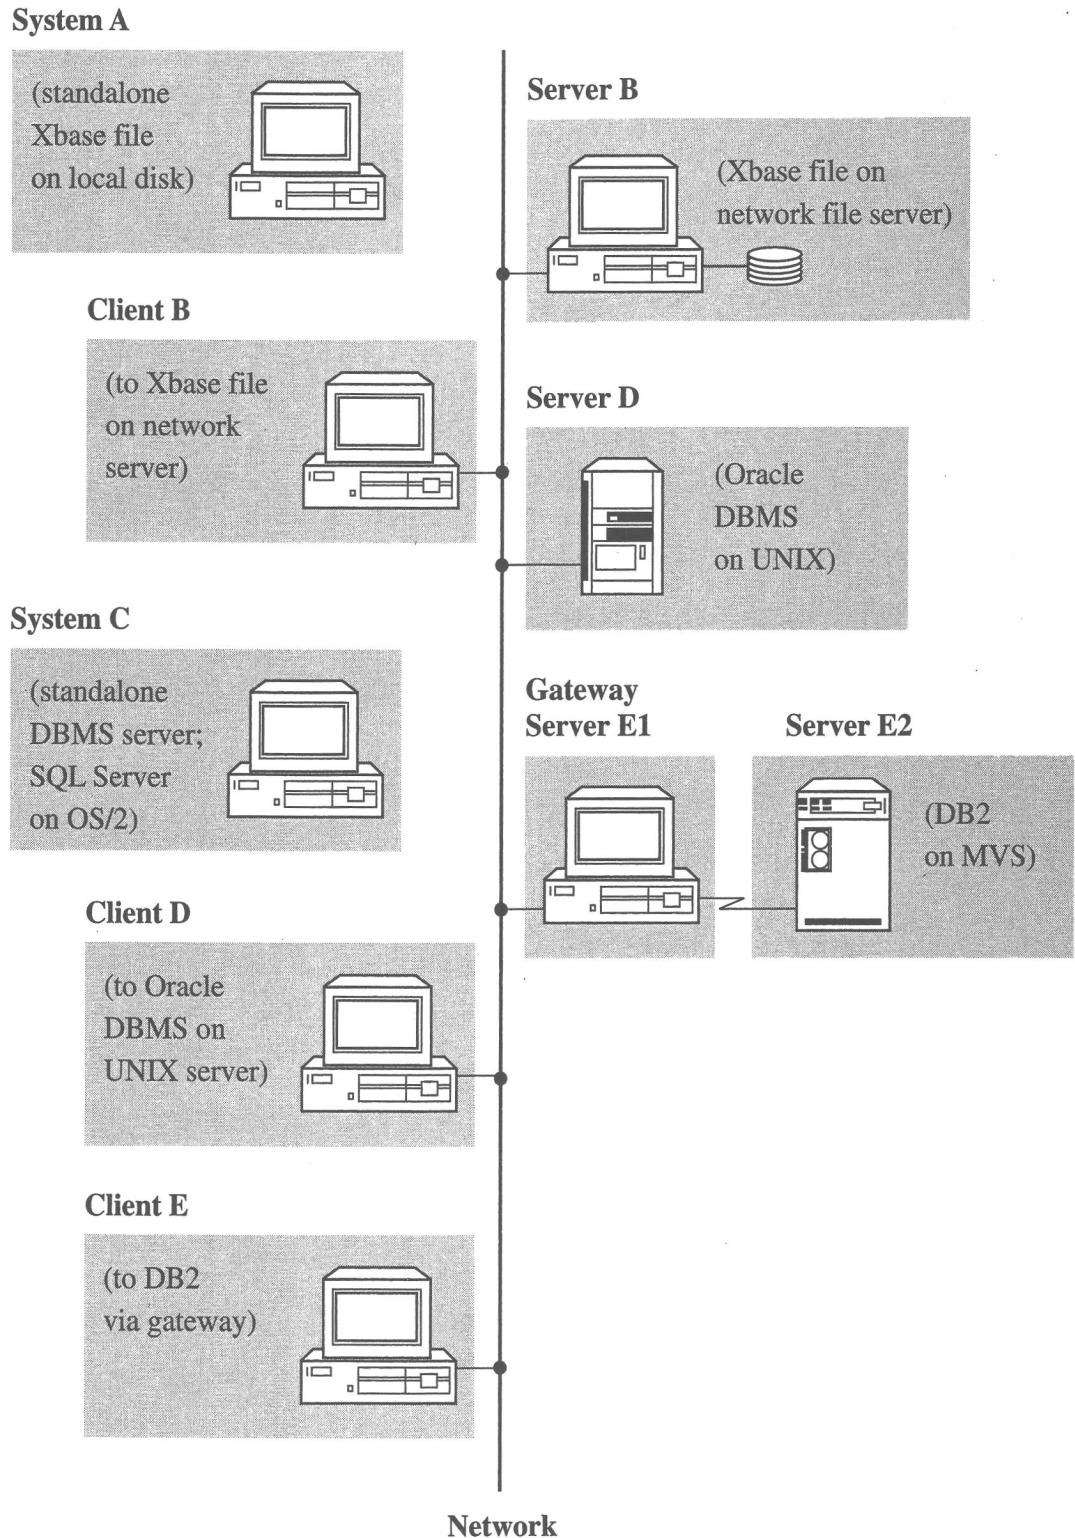 System A
(standalone
Xbase file
on local disk)
Server B
(Xbase file on
network file server)
Client B
(to Xbase file
on network
server)
Server D
(Oracle
DBMS
on UNIX)
System C
(standalone
DBMS server;
SQL Server
on OS/2)
Gateway
Server E1
Server E2
(DB2
on MVS)
Client D
(to Oracle
DBMS on
UNIX server)
Client E
(to DB2
via gateway)
Network